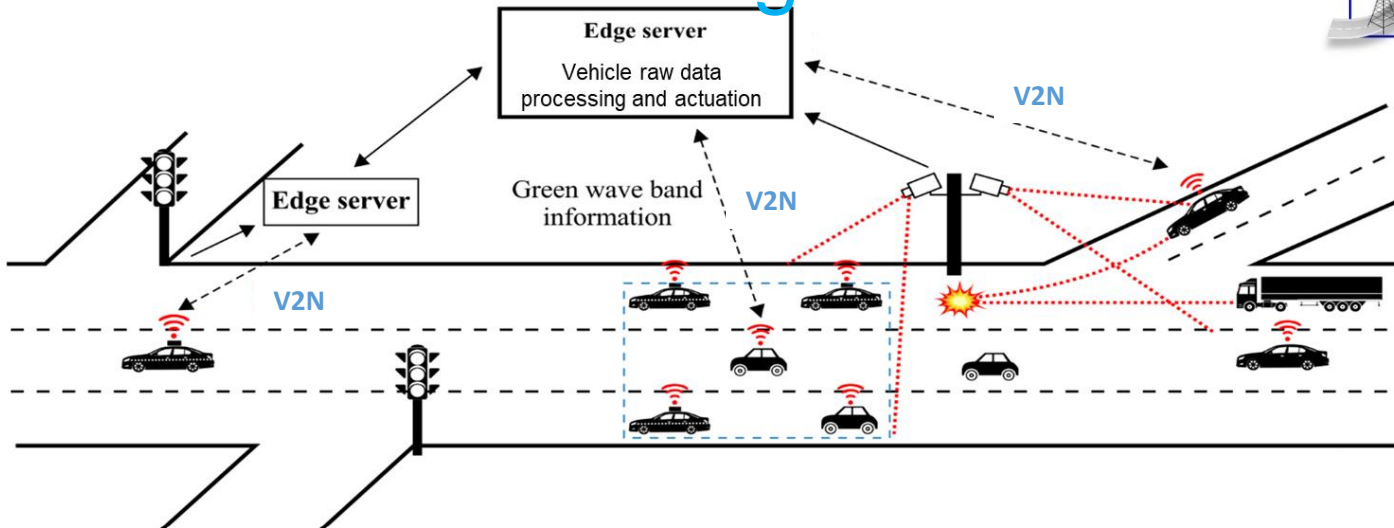 Edge server
Vehicle raw data
processing and actuation
V2N
Edge server
Green wave band
information
V2N
V2N